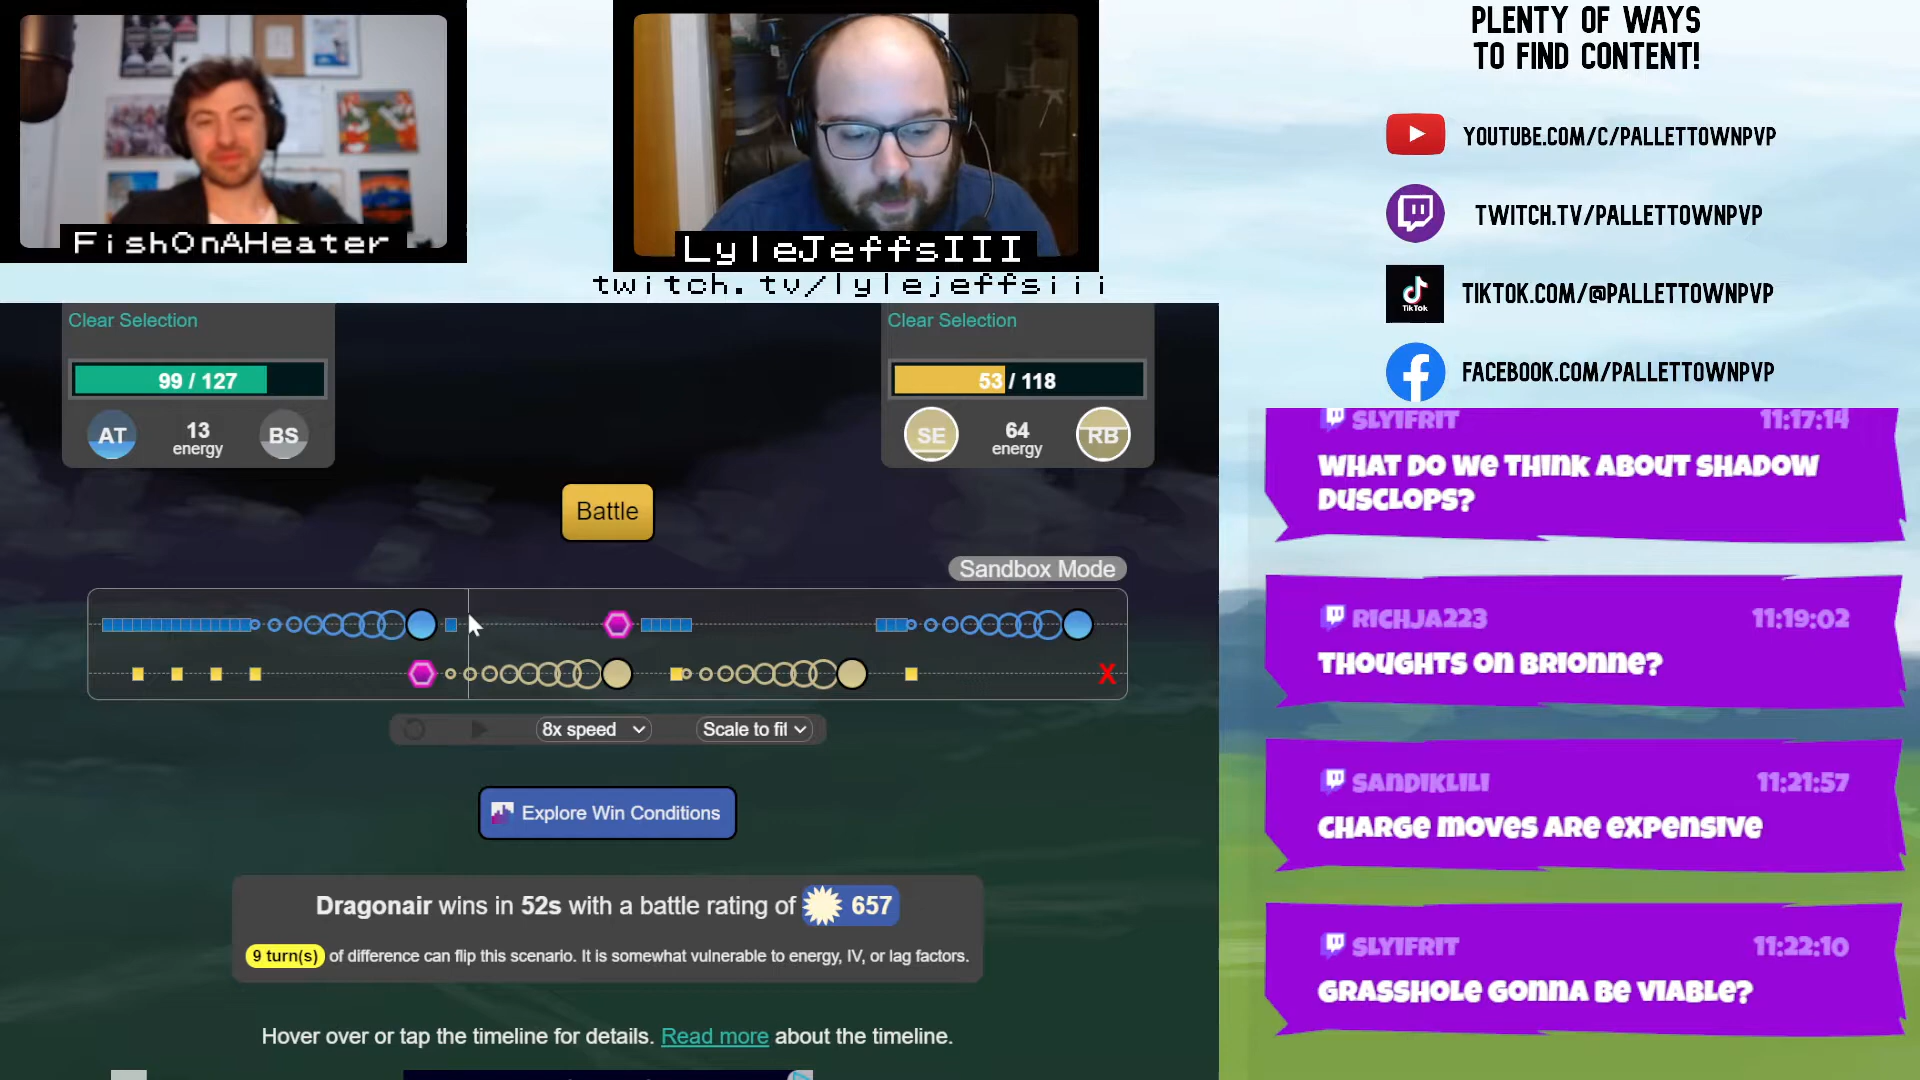 PLENTY OF WAYS
TO FIND CONTENT!
YOUTUBE.COM/C/PALLETTOWNPVP
TWITCH.TV/PALLETTOWNPVP
TikTok
TIKTOK.COM/@PALLETTOWNPVP
FACEBOOK.COM/PALLETTOWNPVP
FishOnAHeater
LyleJeffsIII
twitch.tv/lylejeffsiii
Clear Selection
99 / 127
AT
13
energy
BS
Clear Selection
53 / 118
SE
64
energy
RB
Battle
Sandbox Mode
X
8x speed
Scale to fit
Explore Win Conditions
Dragonair wins in 52s with a battle rating of 657
9 turn(s) of difference can flip this scenario. It is somewhat vulnerable to energy, IV, or lag factors.
Hover over or tap the timeline for details. Read more about the timeline.
SLYIFRIT 11:17:14
WHAT DO WE THINK ABOUT SHADOW
DUSCLOPS?
RICHJA223 11:19:02
THOUGHTS ON BRIONNE?
SANDIKLILI 11:21:57
CHARGE MOVES ARE EXPENSIVE
SLYIFRIT 11:22:10
GRASSHOLE GONNA BE VIABLE?